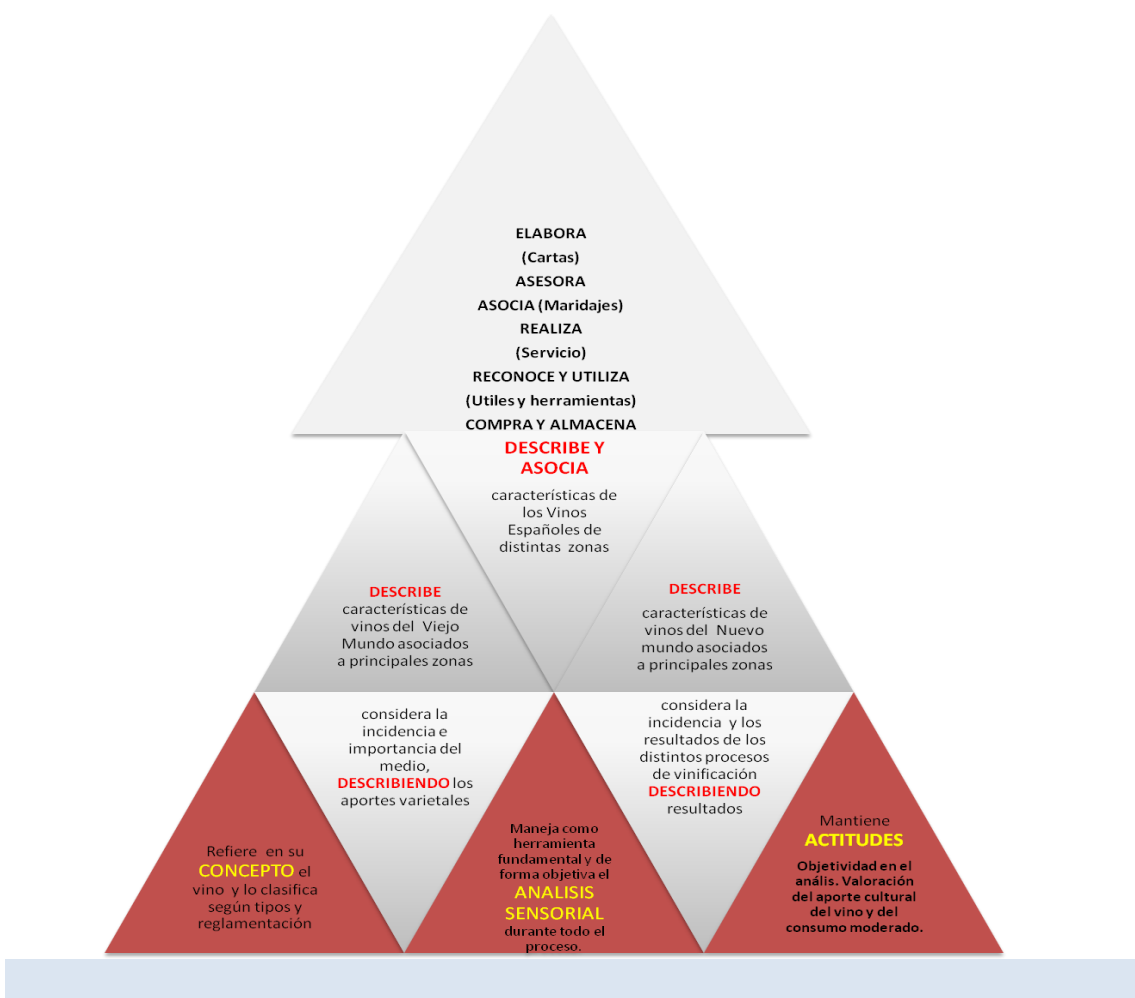 ELABORA
(Cartas)
ASESORA
ASOCIA (Maridajes)
REALIZA
(Servicio)
RECONOCE Y UTILIZA
(Utiles y herramientas)
COMPRA Y ALMACENA
DESCRIBE Y
ASOCIA
características de
los Vinos
Españoles de
distintas zonas
DESCRIBE
características de
vinos del Viejo
Mundo asociados
a principales zonas
DESCRIBE
características de
vinos del Nuevo
mundo asociados
a principales zonas
Refiere en su
CONCEPTO el
vino y lo clasifica
según tipos y
reglamentación
considera la
incidencia e
importancia del
medio,
DESCRIBIENDO los
aportes varietales
Maneja como
herramienta
fundamental y de
forma objetiva el
ANALISIS
SENSORIAL
durante todo el
proceso.
considera la
incidencia y los
resultados de los
distintos procesos
de vinificación
DESCRIBIENDO
resultados
Mantiene
ACTITUDES
Objetividad en el
anális. Valoración
del aporte cultural
del vino y del
consumo moderado.